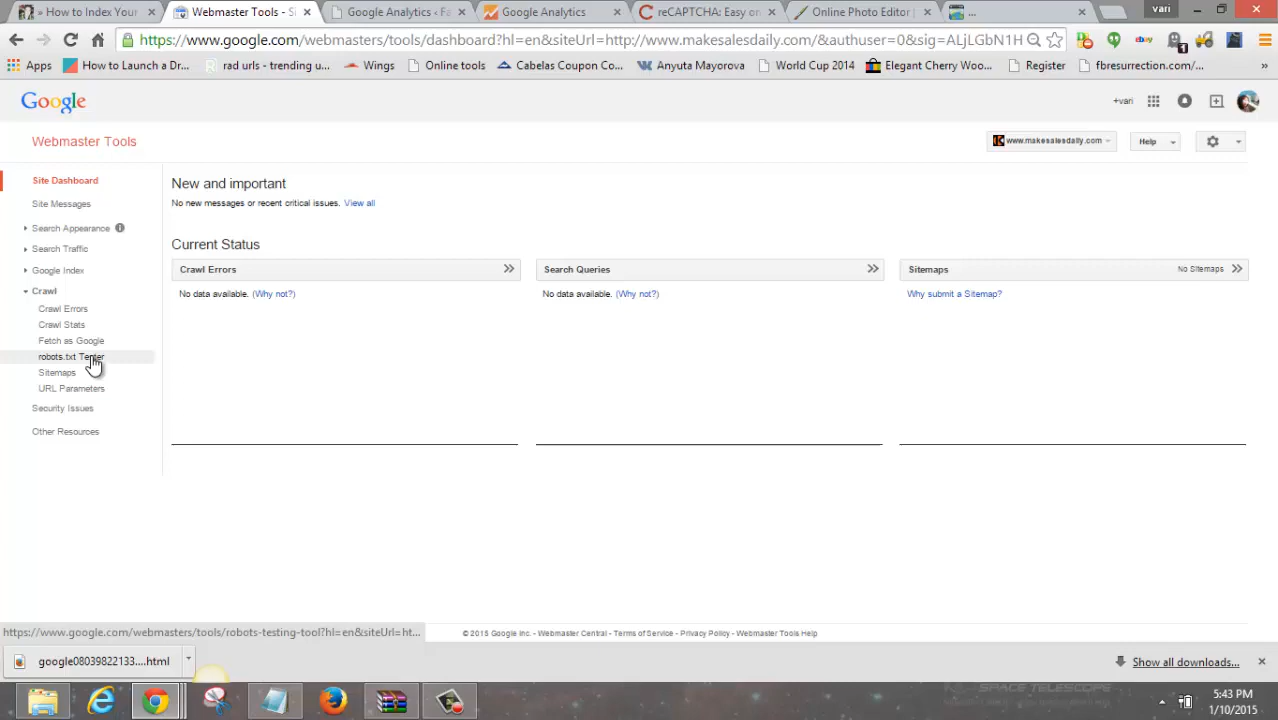 » How to Index Your
Webmaster Tools - Si
Google Analytics - Fa
Google Analytics
reCAPTCHA: Easy on
Online Photo Editor |
...
vari
https://www.google.com/webmasters/tools/dashboard?hl=en&siteUrl=http://www.makesalesdaily.com/&authuser=0&sig=ALjLGbN1H
Apps
How to Launch a Dr...
rad urls - trending u...
Wings
Online tools
Cabelas Coupon Co...
Anyuta Mayorova
World Cup 2014
Elegant Cherry Woo...
Register
fbresurrection.com/...
»
Google
+vari
Webmaster Tools
www.makesalesdaily.com
Help
Site Dashboard
Site Messages
Search Appearance
Search Traffic
Google Index
Crawl
Crawl Errors
Crawl Stats
Fetch as Google
robots.txt Tester
Sitemaps
URL Parameters
Security Issues
Other Resources
New and important
No new messages or recent critical issues. View all
Current Status
Crawl Errors
No data available. (Why not?)
Search Queries
No data available. (Why not?)
Sitemaps
No Sitemaps
Why submit a Sitemap?
https://www.google.com/webmasters/tools/robots-testing-tool?hl=en&siteUrl=ht...
© 2015 Google Inc. - Webmaster Central - Terms of Service - Privacy Policy - Webmaster Tools Help
google08039822133....html
Show all downloads...
SPACE TELESCOPE
5:43 PM
1/10/2015